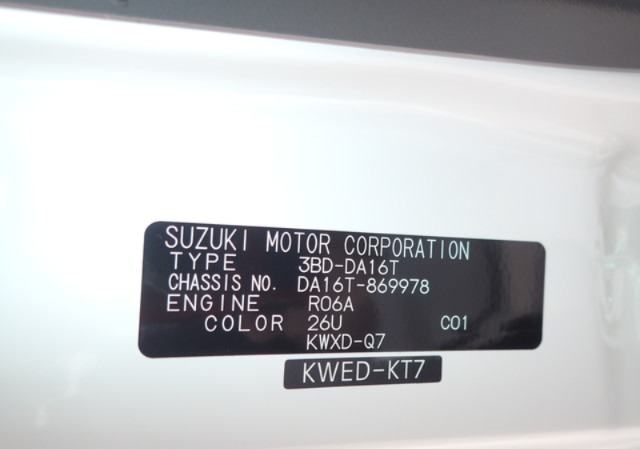 SUZUKI MOTOR CORPORATION
TYPE 3BD-DA16T
CHASSIS NO. DA16T-869978
ENGINE R06A
COLOR 26U C01
KWXD-Q7
KWED-KT7